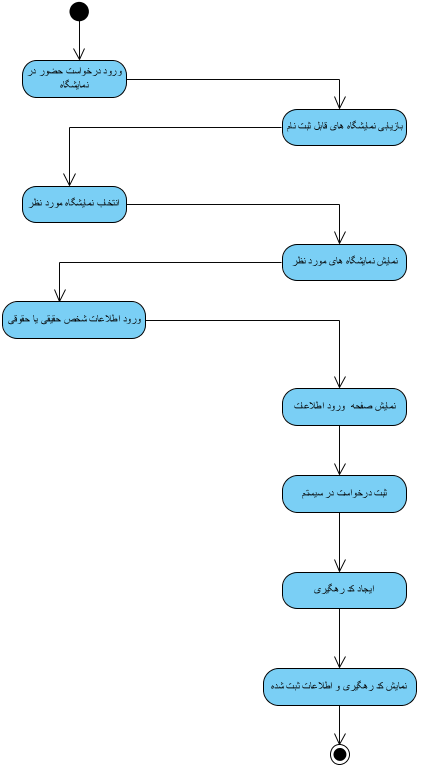 ورود درخواست حضور در
نمایشگاه
بازیابی نمایشگاه های قابل ثبت نام
انتخاب نمایشگاه مورد نظر
نمایش نمایشگاه های مورد نظر
ورود اطلاعات شخص حقیقی یا حقوقی
نمایش صفحه ورود اطلاعات
ثبت درخواست در سیستم
ایجاد کد رهگیری
نمایش کد رهگیری و اطلاعات ثبت شده